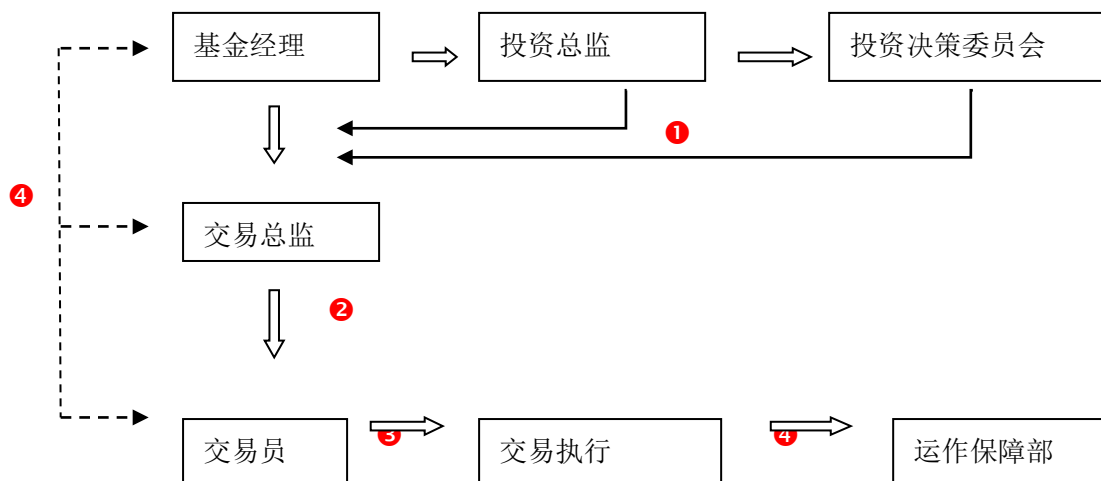 基金经理
投资总监
投资决策委员会
❶
❹
交易总监
❷
交易员
❸
交易执行
❹
运作保障部